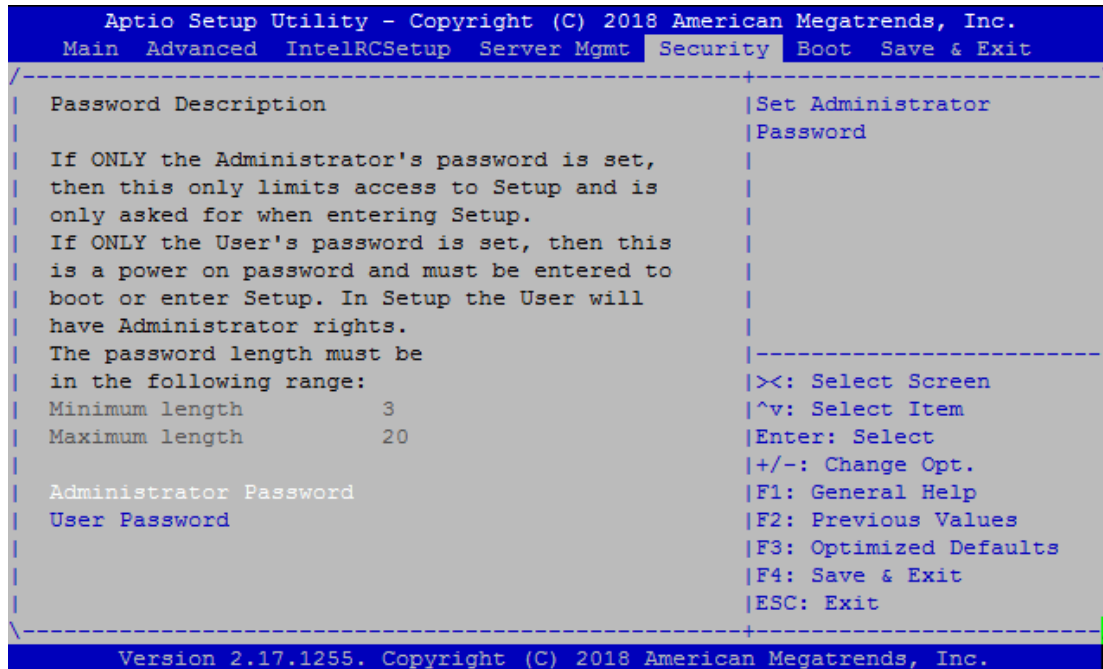 Aptio Setup Utility - Copyright (C) 2018 American Megatrends, Inc.
Main Advanced IntelRCSetup Server Mgmt Security Boot Save & Exit
/----------------------------------------------------+-------------------------
| Password Description |Set Administrator
| |Password
| If ONLY the Administrator's password is set, |
| then this only limits access to Setup and is |
| only asked for when entering Setup. |
| If ONLY the User's password is set, then this |
| is a power on password and must be entered to |
| boot or enter Setup. In Setup the User will |
| have Administrator rights. |
| The password length must be |-------------------------
| in the following range: |><: Select Screen
| Minimum length 3 |^v: Select Item
| Maximum length 20 |Enter: Select
| |+/-: Change Opt.
| Administrator Password |F1: General Help
| User Password |F2: Previous Values
| |F3: Optimized Defaults
| |F4: Save & Exit
| |ESC: Exit
\----------------------------------------------------+-------------------------
Version 2.17.1255. Copyright (C) 2018 American Megatrends, Inc.